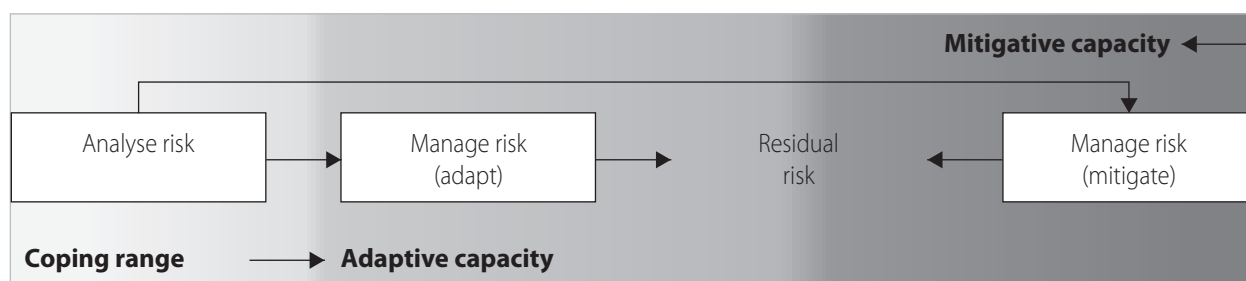 Mitigative capacity
Analyse risk
Manage risk
(adapt)
Residual
risk
Manage risk
(mitigate)
Coping range
Adaptive capacity